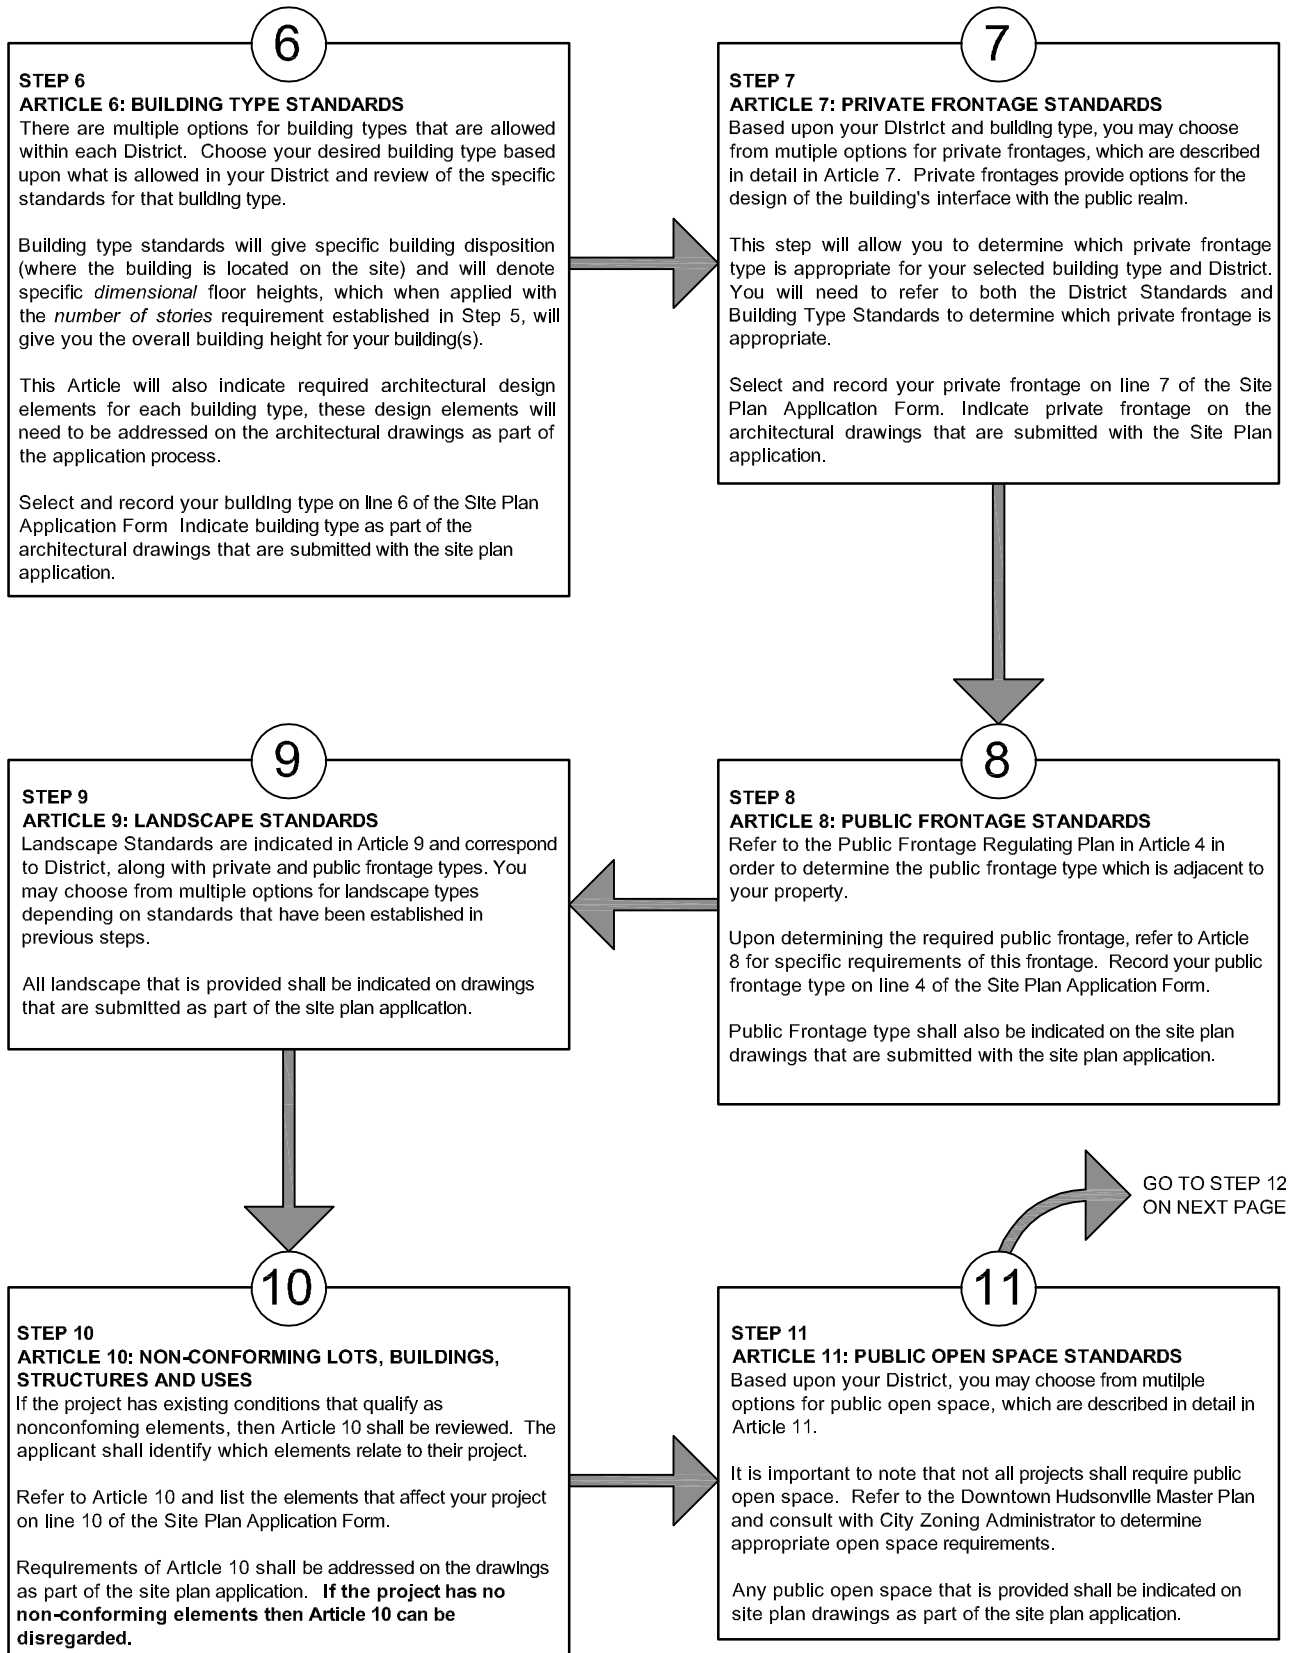 6
STEP 6
ARTICLE 6: BUILDING TYPE STANDARDS
There are multiple options for building types that are allowed
within each District. Choose your desired building type based
upon what is allowed in your District and review of the specific
standards for that building type.
Building type standards will give specific building disposition
(where the building is located on the site) and will denote
specific dimensional floor heights, which when applied with
the number of stories requirement established in Step 5, will
give you the overall building height for your building(s).
This Article will also indicate required architectural design
elements for each building type, these design elements will
need to be addressed on the architectural drawings as part of
the application process.
Select and record your building type on line 6 of the Site Plan
Application Form Indicate building type as part of the
architectural drawings that are submitted with the site plan
application.
7
STEP 7
ARTICLE 7: PRIVATE FRONTAGE STANDARDS
Based upon your District and building type, you may choose
from mutiple options for private frontages, which are described
in detail in Article 7. Private frontages provide options for the
design of the building's interface with the public realm.
This step will allow you to determine which private frontage
type is appropriate for your selected building type and District.
You will need to refer to both the District Standards and
Building Type Standards to determine which private frontage is
appropriate.
Select and record your private frontage on line 7 of the Site
Plan Application Form. Indicate private frontage on the
architectural drawings that are submitted with the Site Plan
application.
8
STEP 8
ARTICLE 8: PUBLIC FRONTAGE STANDARDS
Refer to the Public Frontage Regulating Plan in Article 4 in
order to determine the public frontage type which is adjacent to
your property.
Upon determining the required public frontage, refer to Article
8 for specific requirements of this frontage. Record your public
frontage type on line 4 of the Site Plan Application Form.
Public Frontage type shall also be indicated on the site plan
drawings that are submitted with the site plan application.
9
STEP 9
ARTICLE 9: LANDSCAPE STANDARDS
Landscape Standards are indicated in Article 9 and correspond
to District, along with private and public frontage types. You
may choose from multiple options for landscape types
depending on standards that have been established in
previous steps.
All landscape that is provided shall be indicated on drawings
that are submitted as part of the site plan application.
10
STEP 10
ARTICLE 10: NON-CONFORMING LOTS, BUILDINGS,
STRUCTURES AND USES
If the project has existing conditions that qualify as
nonconfoming elements, then Article 10 shall be reviewed. The
applicant shall identify which elements relate to their project.
Refer to Article 10 and list the elements that affect your project
on line 10 of the Site Plan Application Form.
Requirements of Article 10 shall be addressed on the drawings
as part of the site plan application. If the project has no
non-conforming elements then Article 10 can be
disregarded.
11
STEP 11
ARTICLE 11: PUBLIC OPEN SPACE STANDARDS
Based upon your District, you may choose from mutilple
options for public open space, which are described in detail in
Article 11.
It is important to note that not all projects shall require public
open space. Refer to the Downtown Hudsonville Master Plan
and consult with City Zoning Administrator to determine
appropriate open space requirements.
Any public open space that is provided shall be indicated on
site plan drawings as part of the site plan application.
GO TO STEP 12
ON NEXT PAGE